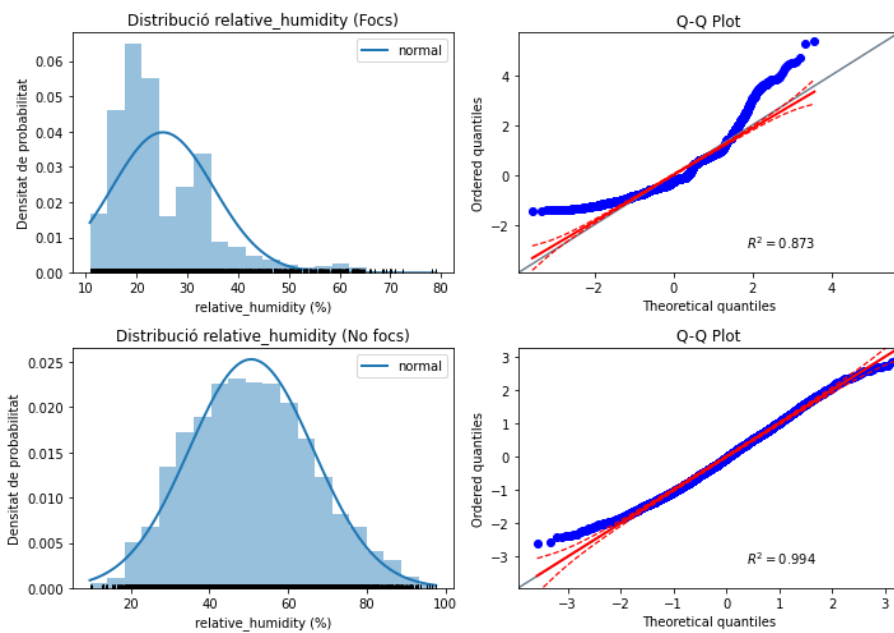 Distribució relative_humidity (Focs)
normal
Densitat de probabilitat
0.06
0.05
0.04
0.03
0.02
0.01
0.00
10 20 30 40 50 60 70 80
relative_humidity (%)
Q-Q Plot
Ordered quantiles
4
2
0
−2
R² = 0.873
−2 0 2 4
Theoretical quantiles
Distribució relative_humidity (No focs)
normal
Densitat de probabilitat
0.025
0.020
0.015
0.010
0.005
0.000
20 40 60 80 100
relative_humidity (%)
Q-Q Plot
Ordered quantiles
3
2
1
0
−1
−2
−3
R² = 0.994
−3 −2 −1 0 1 2 3
Theoretical quantiles